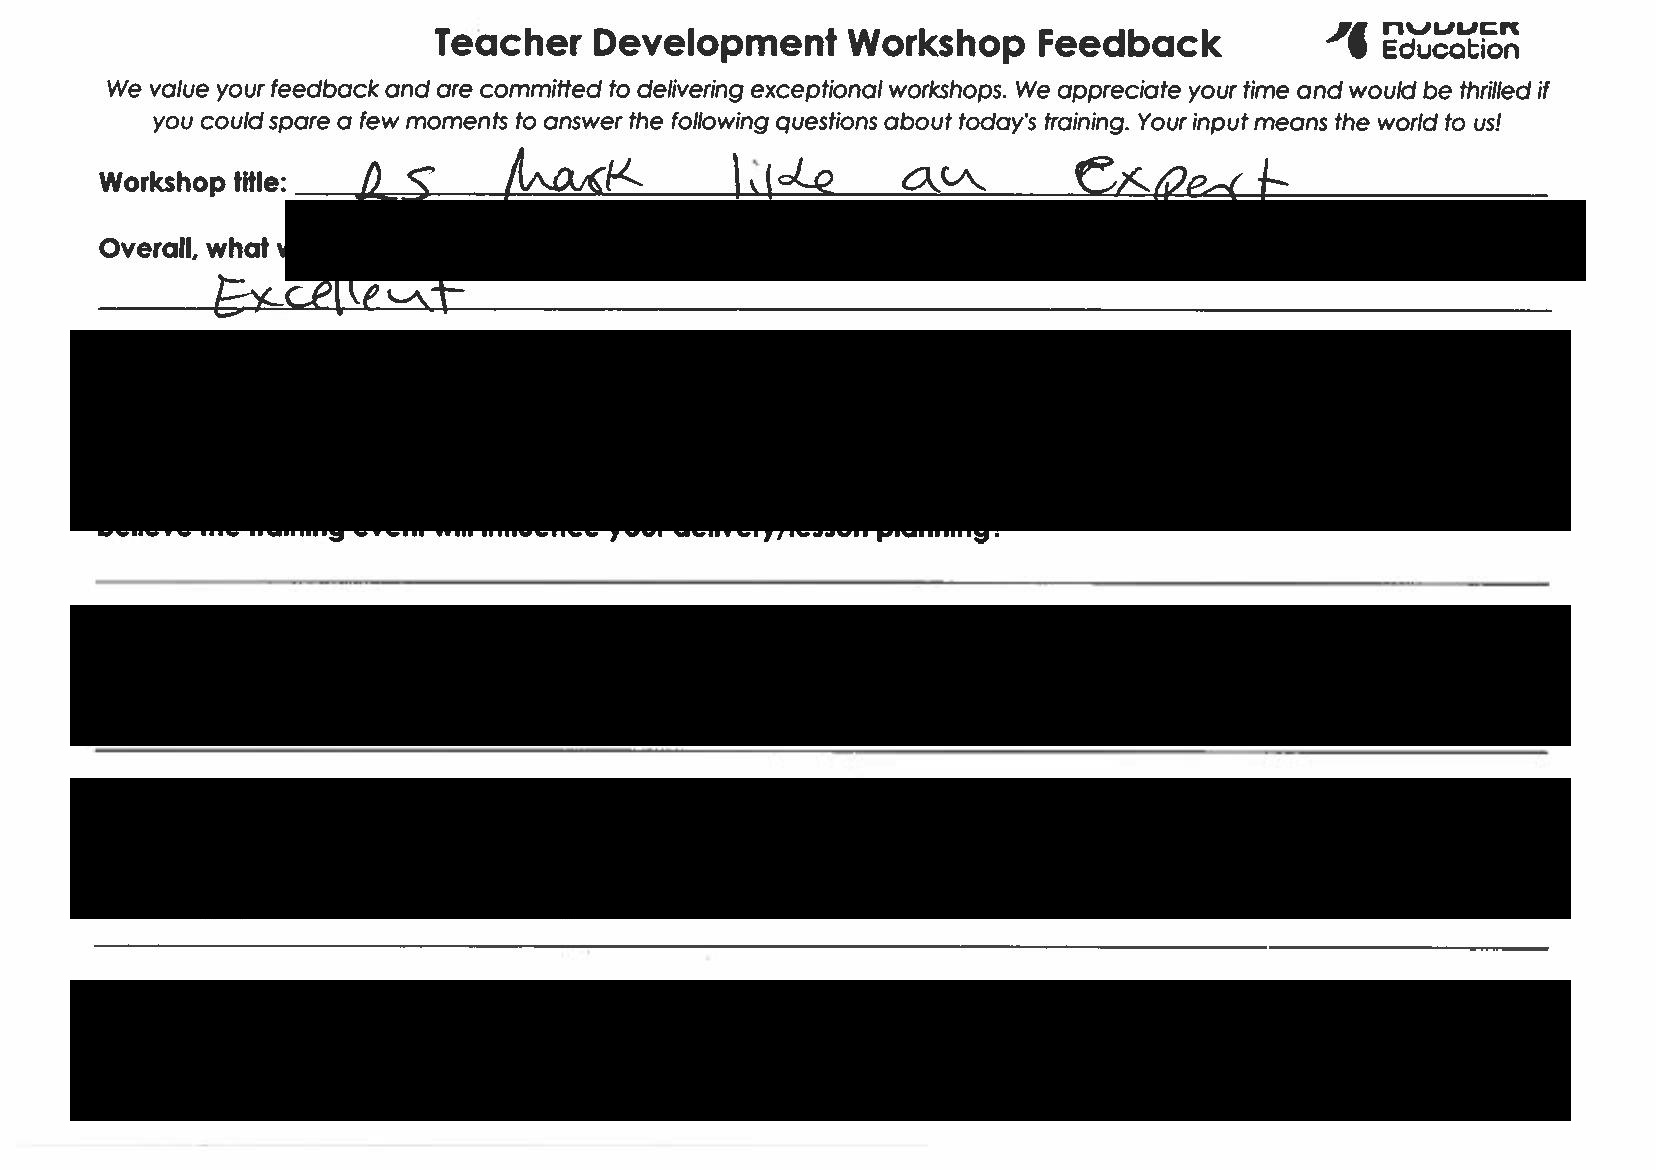 Teacher Development Workshop Feedback
HODDER
Education
We value your feedback and are committed to delivering exceptional workshops. We appreciate your time and would be thrilled if
you could spare a few moments to answer the following questions about today's training. Your input means the world to us!
Workshop title: RS Mark like an Expert
Overall, what
Excellent
believe the training event will influence your delivery/lesson planning?